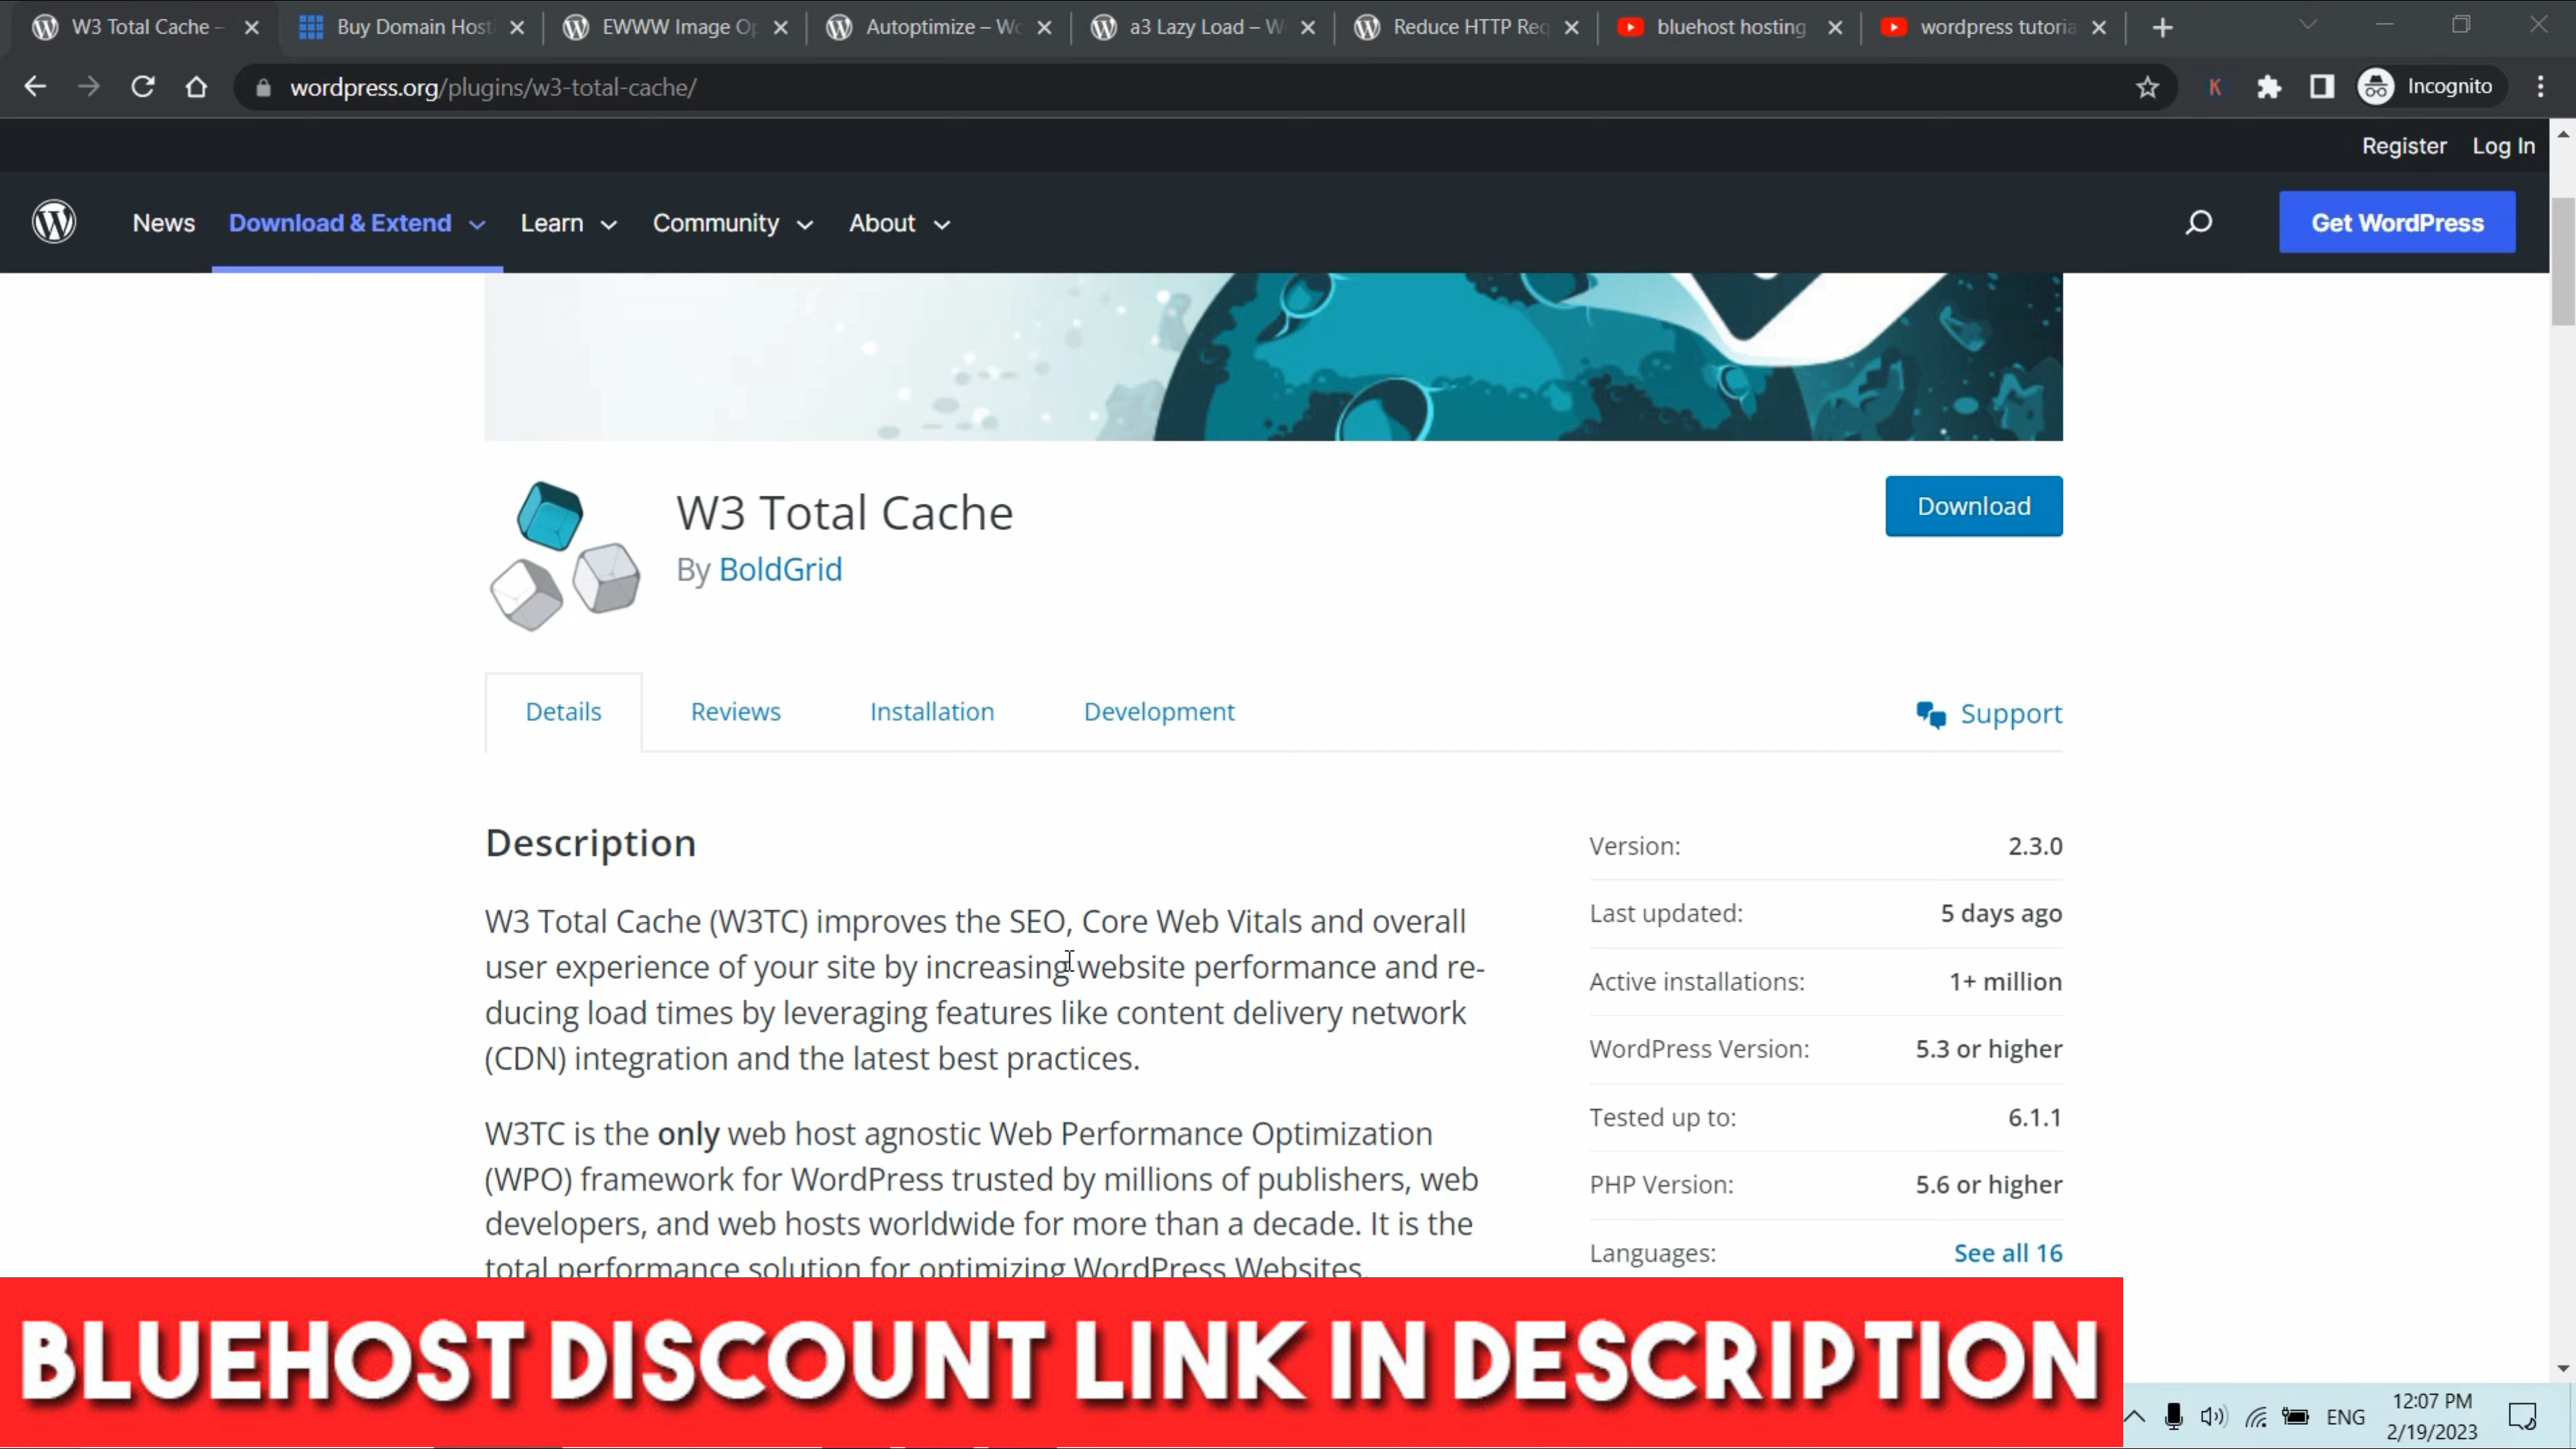 W3 Total Cache –
Buy Domain Host
EWWW Image Op
Autoptimize – Wo
a3 Lazy Load – W
Reduce HTTP Req
bluehost hosting
wordpress tutoria
wordpress.org/plugins/w3-total-cache/
K
Incognito
Register Log In
News Download & Extend Learn Community About
Get WordPress
W3 Total Cache
Download
By BoldGrid
Details Reviews Installation Development
Support
Description
W3 Total Cache (W3TC) improves the SEO, Core Web Vitals and overall
user experience of your site by increasing website performance and re-
ducing load times by leveraging features like content delivery network
(CDN) integration and the latest best practices.
W3TC is the only web host agnostic Web Performance Optimization
(WPO) framework for WordPress trusted by millions of publishers, web
developers, and web hosts worldwide for more than a decade. It is the
total performance solution for optimizing WordPress Websites.
Version: 2.3.0
Last updated: 5 days ago
Active installations: 1+ million
WordPress Version: 5.3 or higher
Tested up to: 6.1.1
PHP Version: 5.6 or higher
Languages: See all 16
BLUEHOST DISCOUNT LINK IN DESCRIPTION
ENG
12:07 PM
2/19/2023